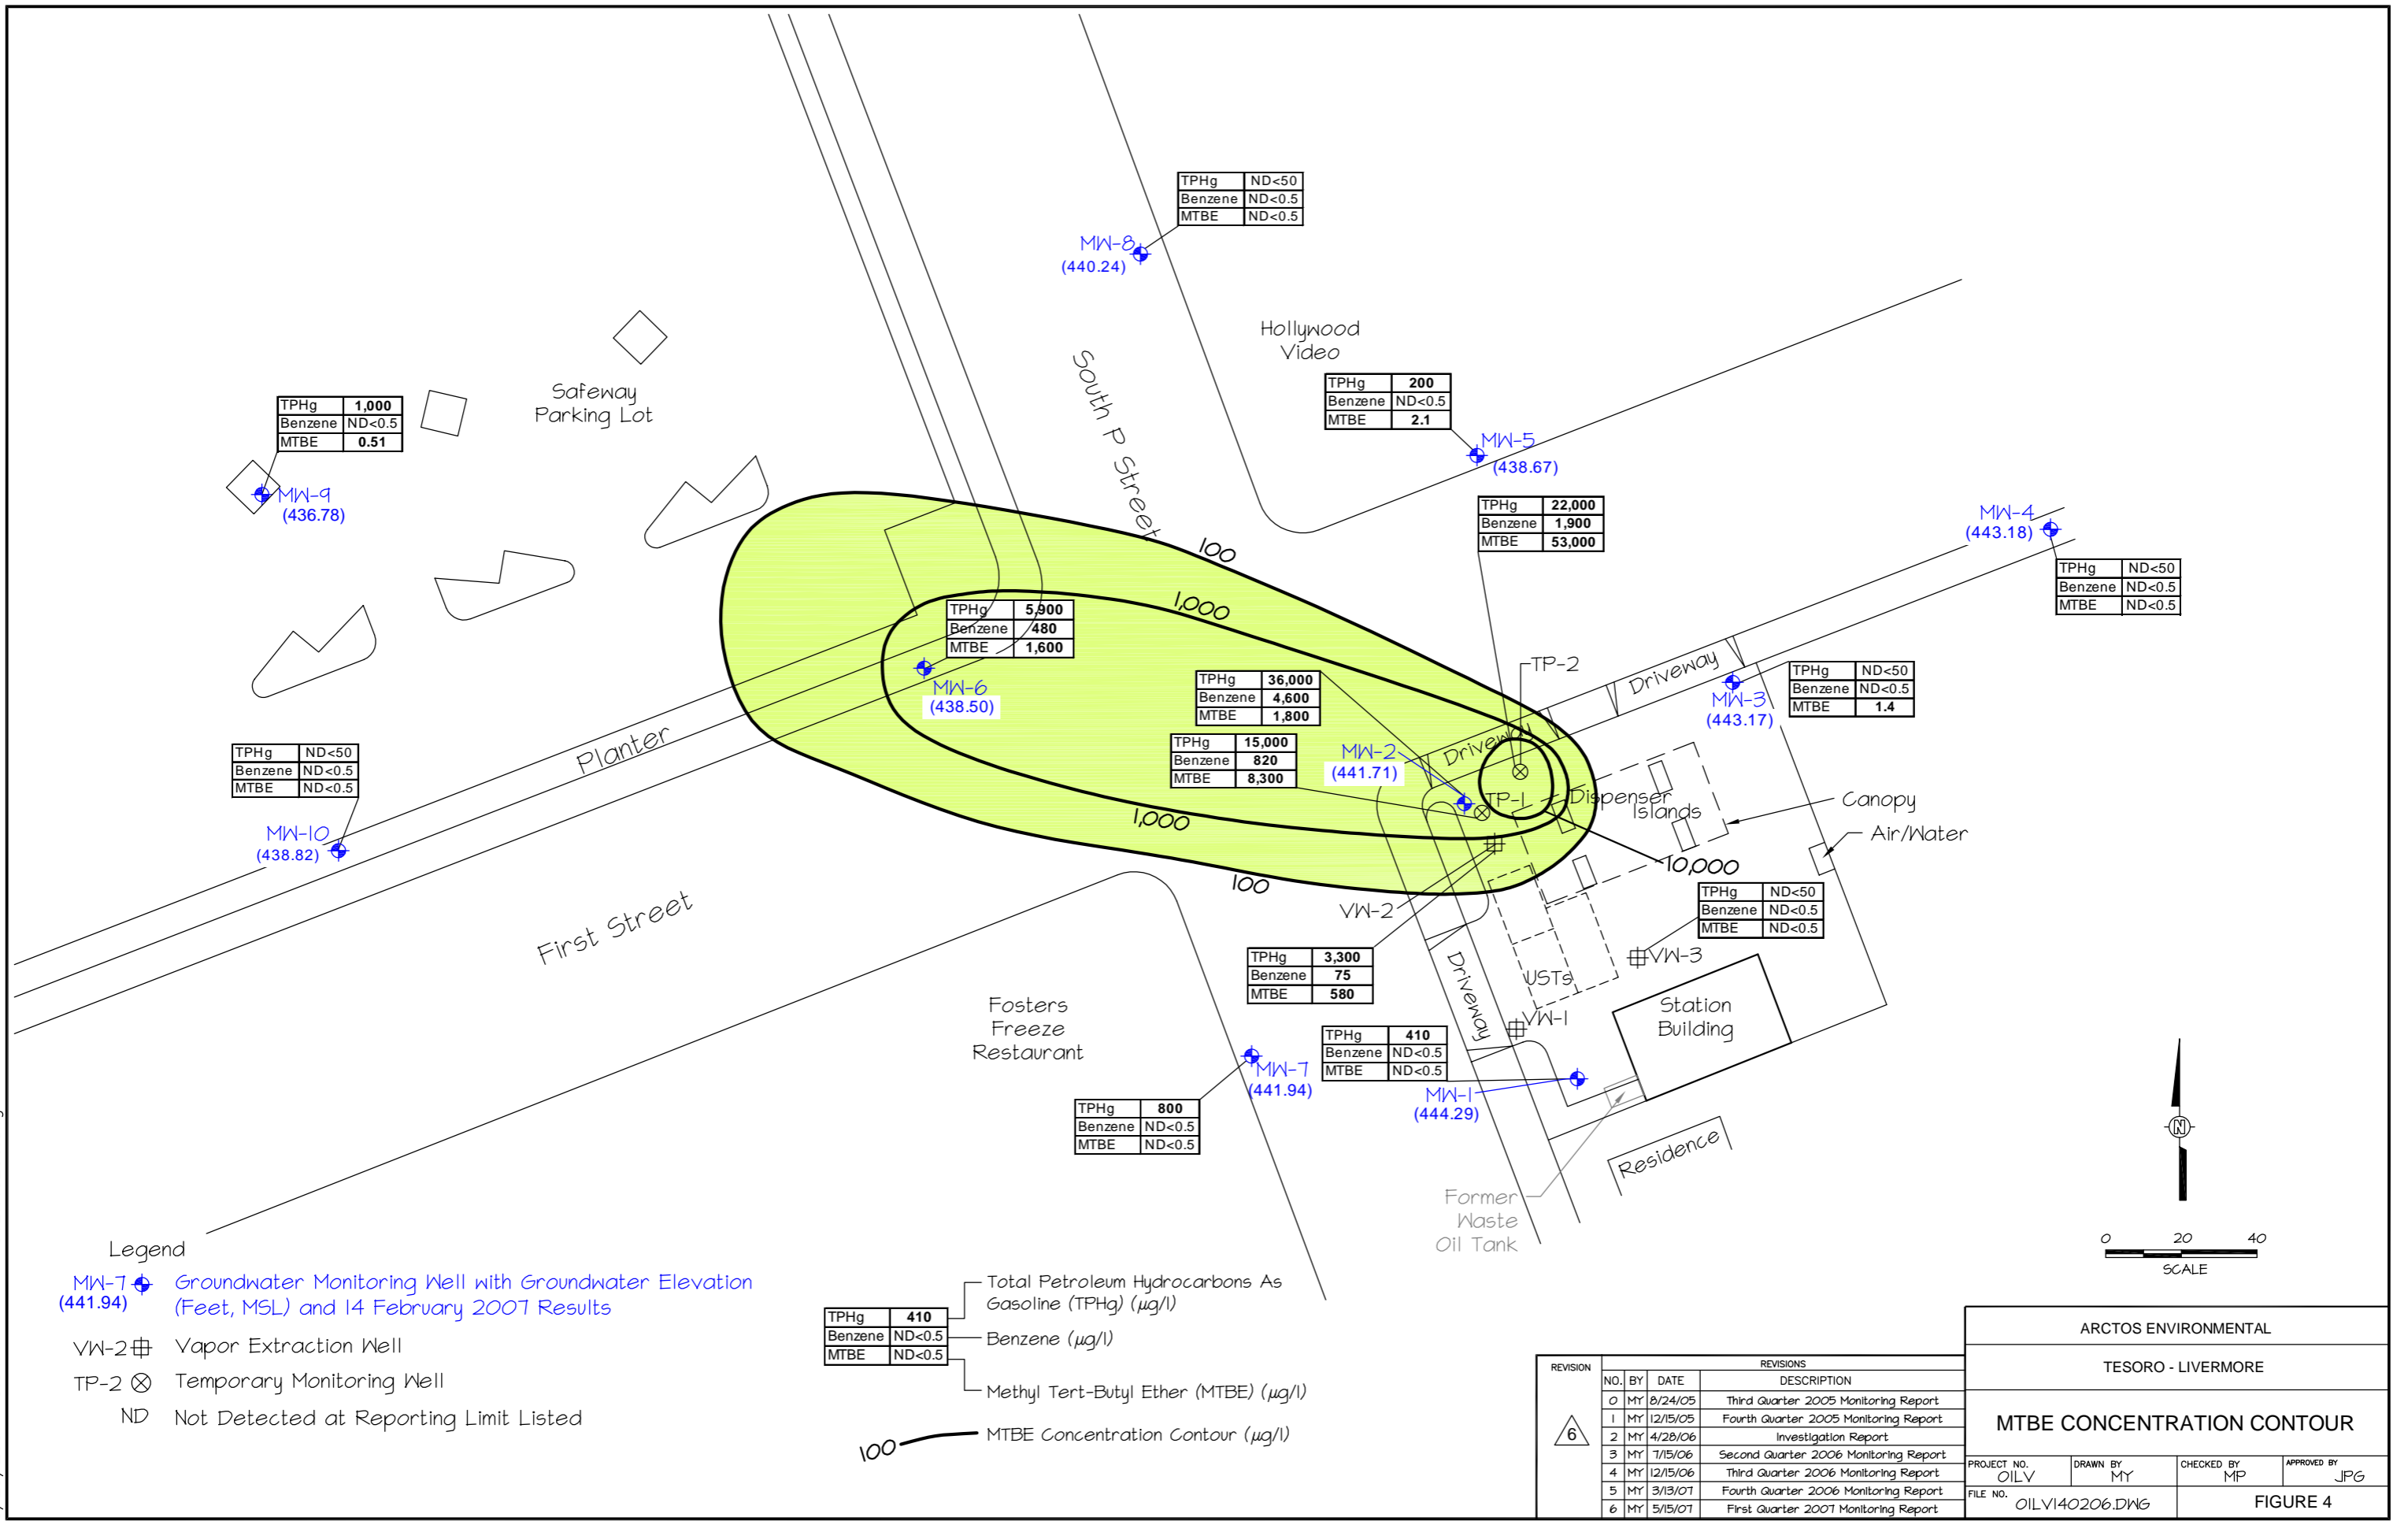 TPHg ND<50
Benzene ND<0.5
MTBE ND<0.5
MW-8
(440.24)
Hollywood
Video
South P Street
Safeway
Parking Lot
TPHg 1,000
Benzene ND<0.5
MTBE 0.51
MW-9
(436.78)
TPHg 200
Benzene ND<0.5
MTBE 2.1
MW-5
(438.67)
TPHg 22,000
Benzene 1,900
MTBE 53,000
MW-4
(443.18)
TPHg ND<50
Benzene ND<0.5
MTBE ND<0.5
100
1,000
TPHg 5,900
Benzene 480
MTBE 1,600
MW-6
(438.50)
TP-2
Driveway
MW-3
(443.17)
TPHg ND<50
Benzene ND<0.5
MTBE 1.4
TPHg 36,000
Benzene 4,600
MTBE 1,800
TPHg 15,000
Benzene 820
MTBE 8,300
MW-2
(441.71)
Driveway
TP-1
Dispenser
Islands
Canopy
Air/Water
10,000
Planter
TPHg ND<50
Benzene ND<0.5
MTBE ND<0.5
MW-10
(438.82)
1,000
100
First Street
VW-2
TPHg ND<50
Benzene ND<0.5
MTBE ND<0.5
VW-3
TPHg 3,300
Benzene 75
MTBE 580
Driveway
USTs
Station
Building
VW-1
Fosters
Freeze
Restaurant
MW-7
(441.94)
TPHg 410
Benzene ND<0.5
MTBE ND<0.5
MW-1
(444.29)
TPHg 800
Benzene ND<0.5
MTBE ND<0.5
Residence
Former
Waste
Oil Tank
N
0 20 40
SCALE
Legend
MW-7
(441.94)
Groundwater Monitoring Well with Groundwater Elevation
(Feet, MSL) and 14 February 2007 Results
VW-2 Vapor Extraction Well
TP-2 Temporary Monitoring Well
ND Not Detected at Reporting Limit Listed
TPHg 410
Benzene ND<0.5
MTBE ND<0.5
Total Petroleum Hydrocarbons As
Gasoline (TPHg) (µg/l)
Benzene (µg/l)
Methyl Tert-Butyl Ether (MTBE) (µg/l)
100 MTBE Concentration Contour (µg/l)
REVISION
6
REVISIONS
NO. BY DATE DESCRIPTION
0 MY 8/24/05 Third Quarter 2005 Monitoring Report
1 MY 12/15/05 Fourth Quarter 2005 Monitoring Report
2 MY 4/28/06 Investigation Report
3 MY 7/15/06 Second Quarter 2006 Monitoring Report
4 MY 12/15/06 Third Quarter 2006 Monitoring Report
5 MY 3/13/07 Fourth Quarter 2006 Monitoring Report
6 MY 5/15/07 First Quarter 2007 Monitoring Report
ARCTOS ENVIRONMENTAL
TESORO - LIVERMORE
MTBE CONCENTRATION CONTOUR
PROJECT NO. 01LV
DRAWN BY MY
CHECKED BY MP
APPROVED BY JPG
FILE NO. 01LV140206.DWG
FIGURE 4